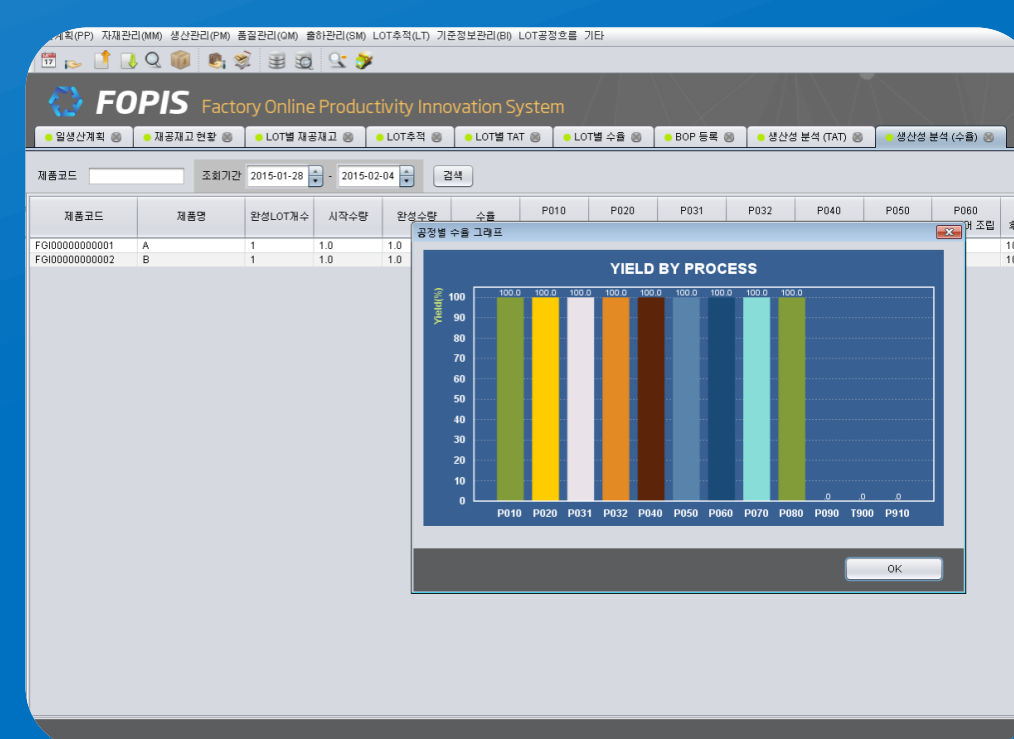 (PP) 자재관리(MM) 생산관리(PM) 품질관리(QM) 출하관리(SM) LOT추적(LT) 기준정보관리(BI) LOT공정흐름 기타
17
FOPIS Factory Online Productivity Innovation System
일생산계획 재공재고 현황 LOT별 재공재고 LOT추적 LOT별 TAT LOT별 수율 BOP 등록 생산성 분석 (TAT) 생산성 분석 (수율)
제품코드 조회기간 2015-01-28 - 2015-02-04 검색
제품코드 제품명 완성LOT개수 시작수량 완성수량 수율 P010 P020 P031 P032 P040 P050 P060
조립
FGI00000000001 A 1 1.0 1.0
FGI00000000002 B 1 1.0 1.0
공정별 수율 그래프
YIELD BY PROCESS
Yield(%)
100.0 100.0 100.0 100.0 100.0 100.0 100.0 100.0 100.0
100
90
80
70
60
50
40
30
20
10
0
.0 .0 .0
P010 P020 P031 P032 P040 P050 P060 P070 P080 P090 T900 P910
OK